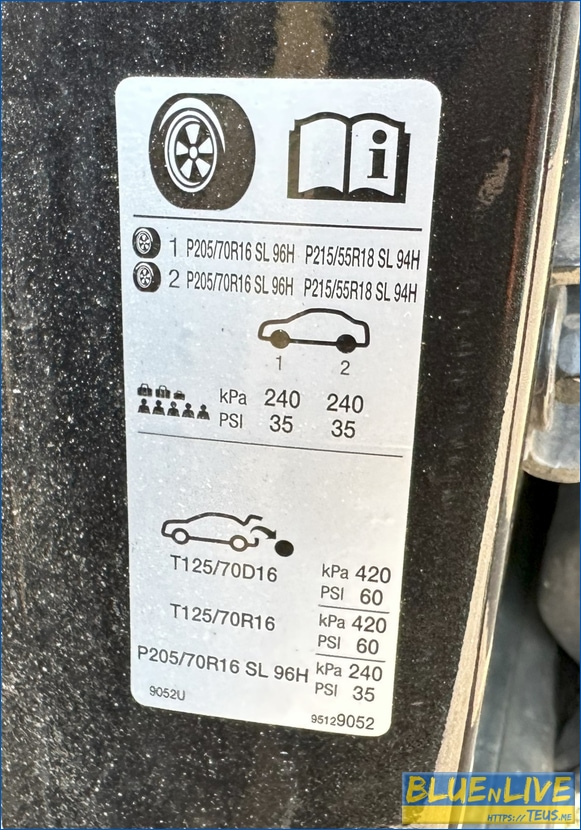 i
1 P205/70R16 SL 96H P215/55R18 SL 94H
2 P205/70R16 SL 96H P215/55R18 SL 94H
1 2
kPa 240 240
PSI 35 35
T125/70D16 kPa 420
PSI 60
T125/70R16 kPa 420
PSI 60
P205/70R16 SL 96H kPa 240
PSI 35
9052U 95129052
BLUEnLIVE
HTTPS://TEUS.ME